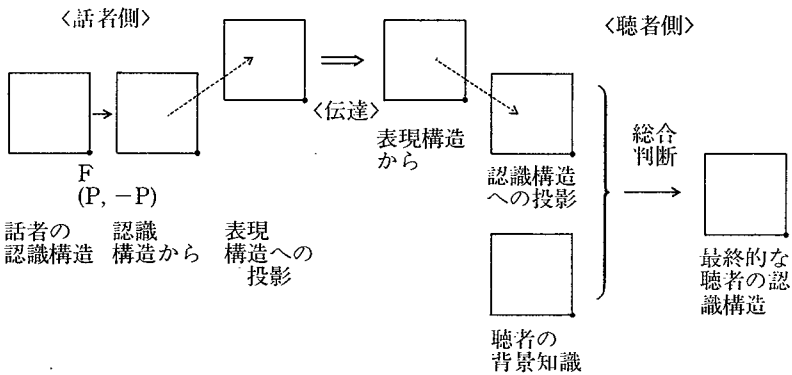 〈話者側〉
〈聴者側〉
〈伝達〉
F
(P, −P)
話者の
認識構造
認識
構造から
表現
構造への
投影
表現構造
から
認識構造
への投影
聴者の
背景知識
総合
判断
最終的な
聴者の認
識構造